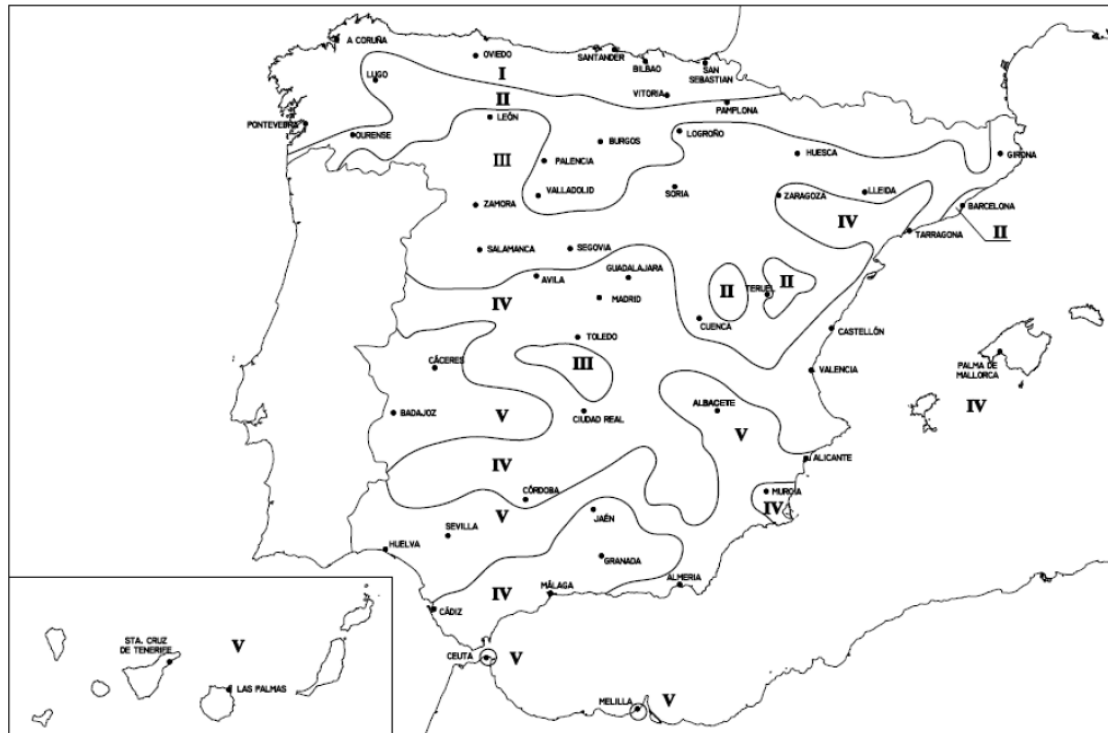 A CORUÑA
OVIEDO
SANTANDER
BILBAO
SAN
SEBASTIAN
LUGO
I
VITORIA
II
PAMPLONA
LEÓN
PONTEVEDRA
OURENSE
LOGROÑO
BURGOS
HUESCA
GIRONA
III
PALENCIA
VALLADOLID
SORIA
ZARAGOZA
LLEIDA
ZAMORA
BARCELONA
IV
TARRAGONA
II
SALAMANCA
SEGOVIA
AVILA
GUADALAJARA
II
II
TERUEL
IV
MADRID
CUENCA
CASTELLÓN
TOLEDO
CÁCERES
III
VALENCIA
PALMA DE
MALLORCA
IV
BADAJOZ
V
CIUDAD REAL
ALBACETE
V
IV
ALICANTE
CÓRDOBA
MURCIA
IV
V
JAÉN
SEVILLA
HUELVA
GRANADA
ALMERIA
IV
MÁLAGA
CÁDIZ
STA. CRUZ
DE TENERIFE
V
LAS PALMAS
CEUTA
V
MELILLA
V